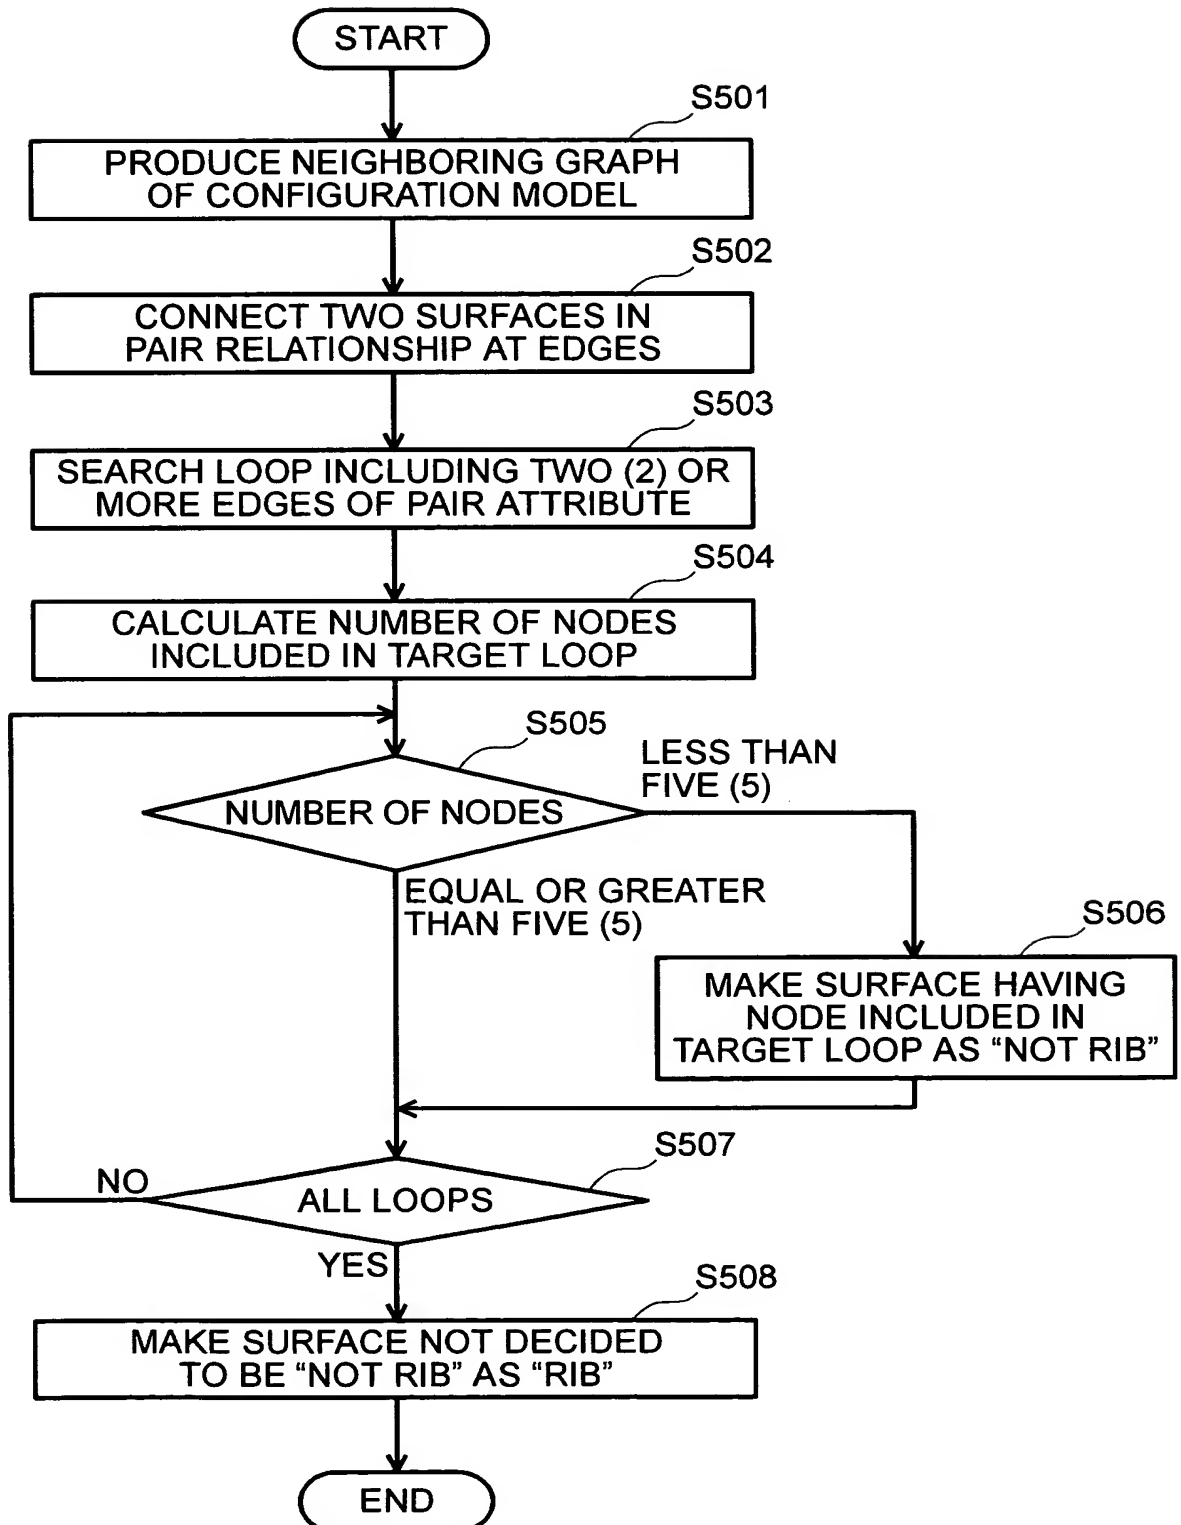 START
S501
PRODUCE NEIGHBORING GRAPH
OF CONFIGURATION MODEL
S502
CONNECT TWO SURFACES IN
PAIR RELATIONSHIP AT EDGES
S503
SEARCH LOOP INCLUDING TWO (2) OR
MORE EDGES OF PAIR ATTRIBUTE
S504
CALCULATE NUMBER OF NODES
INCLUDED IN TARGET LOOP
S505
NUMBER OF NODES
LESS THAN
FIVE (5)
EQUAL OR GREATER
THAN FIVE (5)
S506
MAKE SURFACE HAVING
NODE INCLUDED IN
TARGET LOOP AS “NOT RIB”
S507
ALL LOOPS
NO
YES
S508
MAKE SURFACE NOT DECIDED
TO BE “NOT RIB” AS “RIB”
END